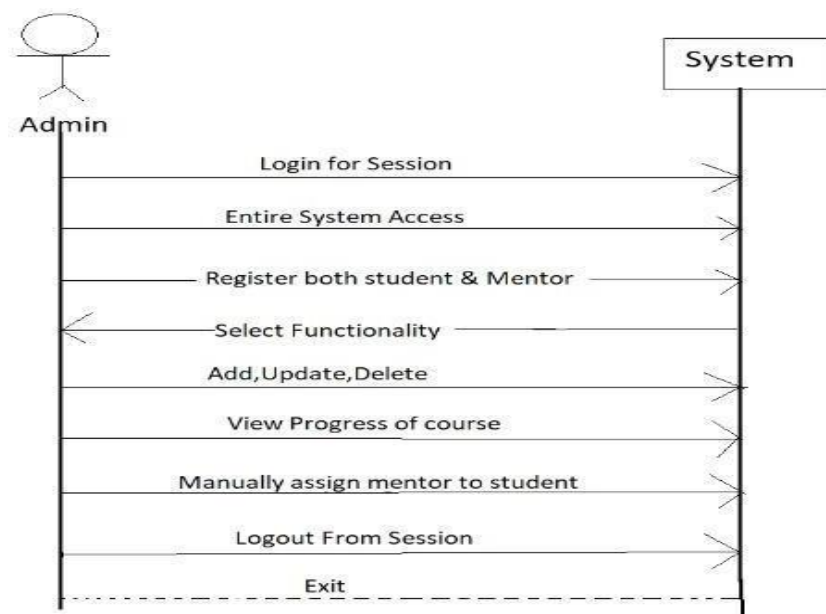 System
Admin
Login for Session
Entire System Access
Register both student & Mentor
Select Functionality
Add,Update,Delete
View Progress of course
Manually assign mentor to student
Logout From Session
Exit